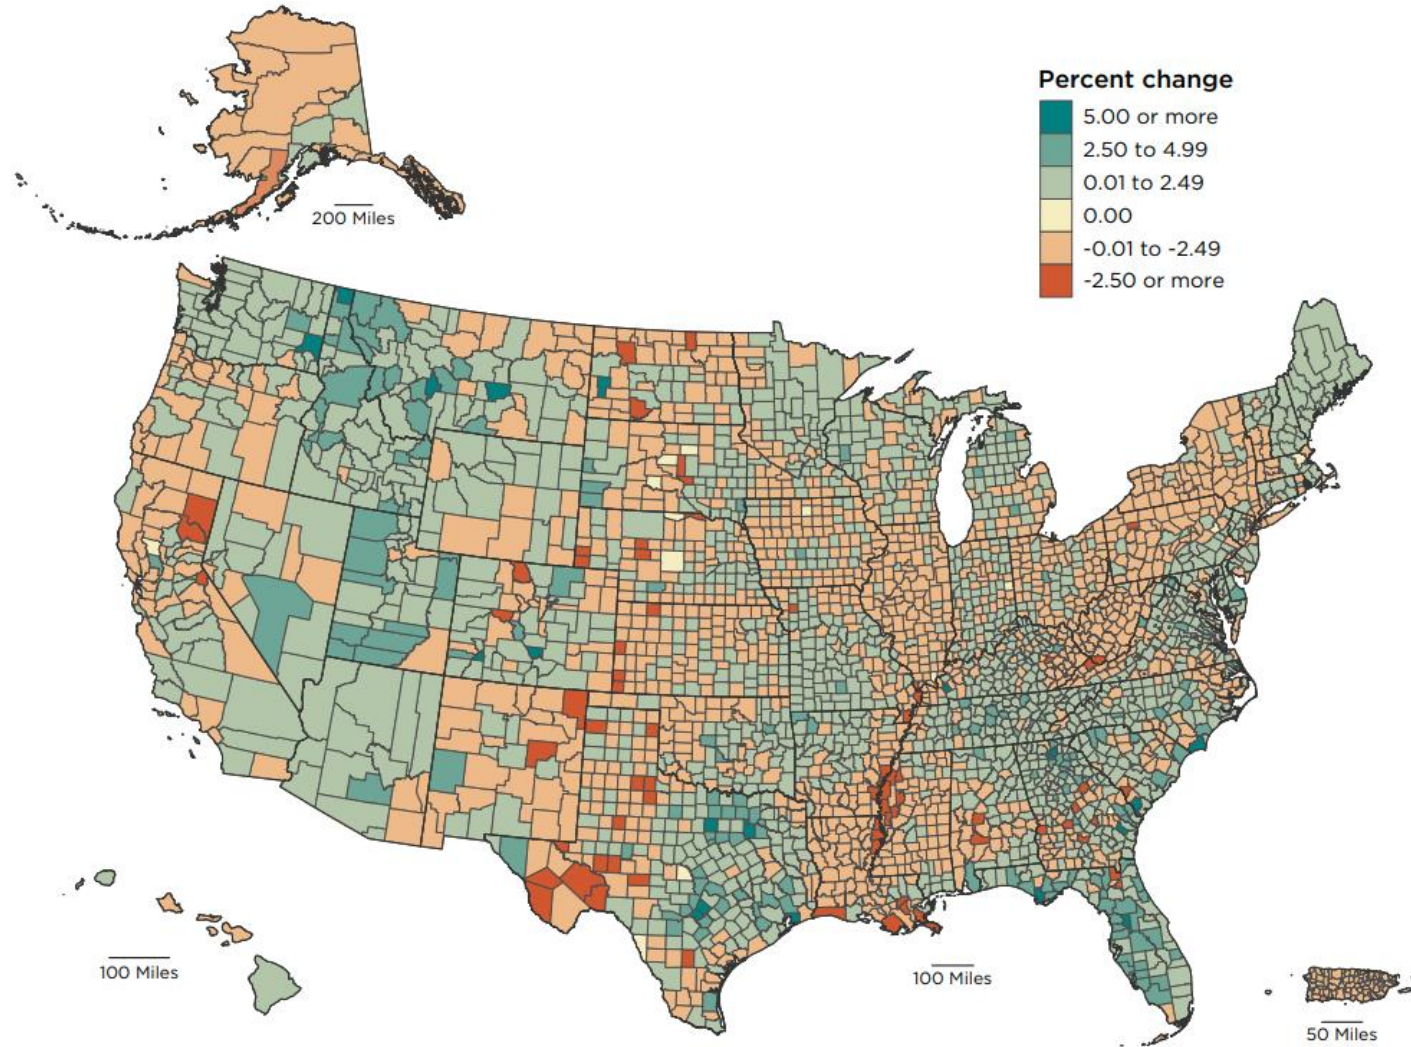 Percent change
5.00 or more
2.50 to 4.99
0.01 to 2.49
0.00
-0.01 to -2.49
-2.50 or more
200 Miles
100 Miles
100 Miles
50 Miles